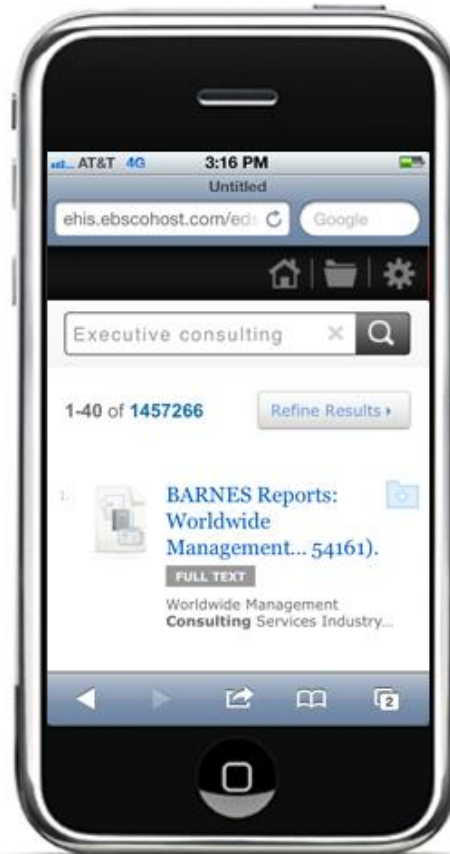 AT&T 4G 3:16 PM
Untitled
ehis.ebscohost.com/eds Google
Executive consulting
1-40 of 1457266 Refine Results
1. BARNES Reports:
Worldwide
Management... 54161).
FULL TEXT
Worldwide Management
Consulting Services Industry...
2